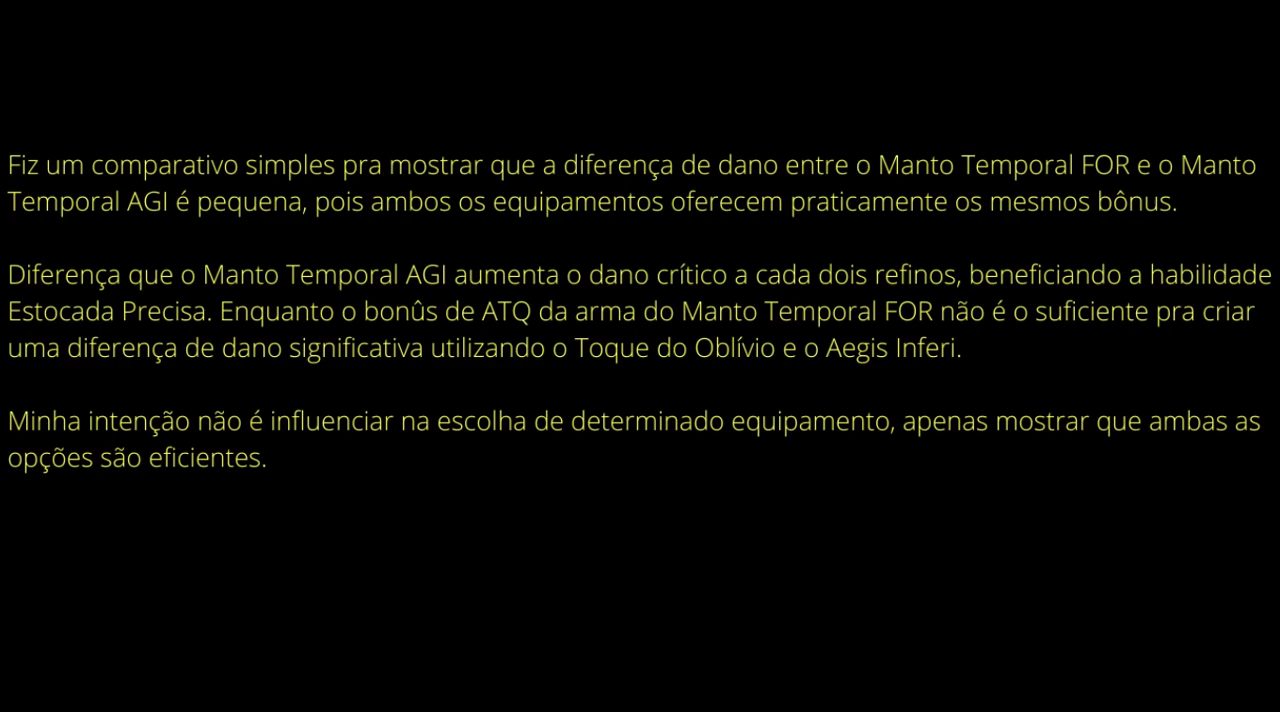 Fiz um comparativo simples pra mostrar que a diferença de dano entre o Manto Temporal FOR e o Manto
Temporal AGI é pequena, pois ambos os equipamentos oferecem praticamente os mesmos bônus.
Diferença que o Manto Temporal AGI aumenta o dano crítico a cada dois refinos, beneficiando a habilidade
Estocada Precisa. Enquanto o bonûs de ATQ da arma do Manto Temporal FOR não é o suficiente pra criar
uma diferença de dano significativa utilizando o Toque do Oblívio e o Aegis Inferi.
Minha intenção não é influenciar na escolha de determinado equipamento, apenas mostrar que ambas as
opções são eficientes.